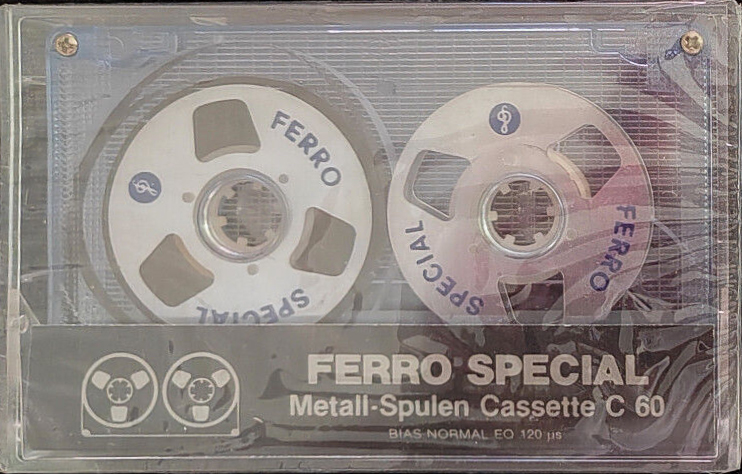 FERRO
SPECIAL
FERRO
SPECIAL
FERRO SPECIAL
Metall-Spulen Cassette C 60
BIAS NORMAL EQ 120 µs